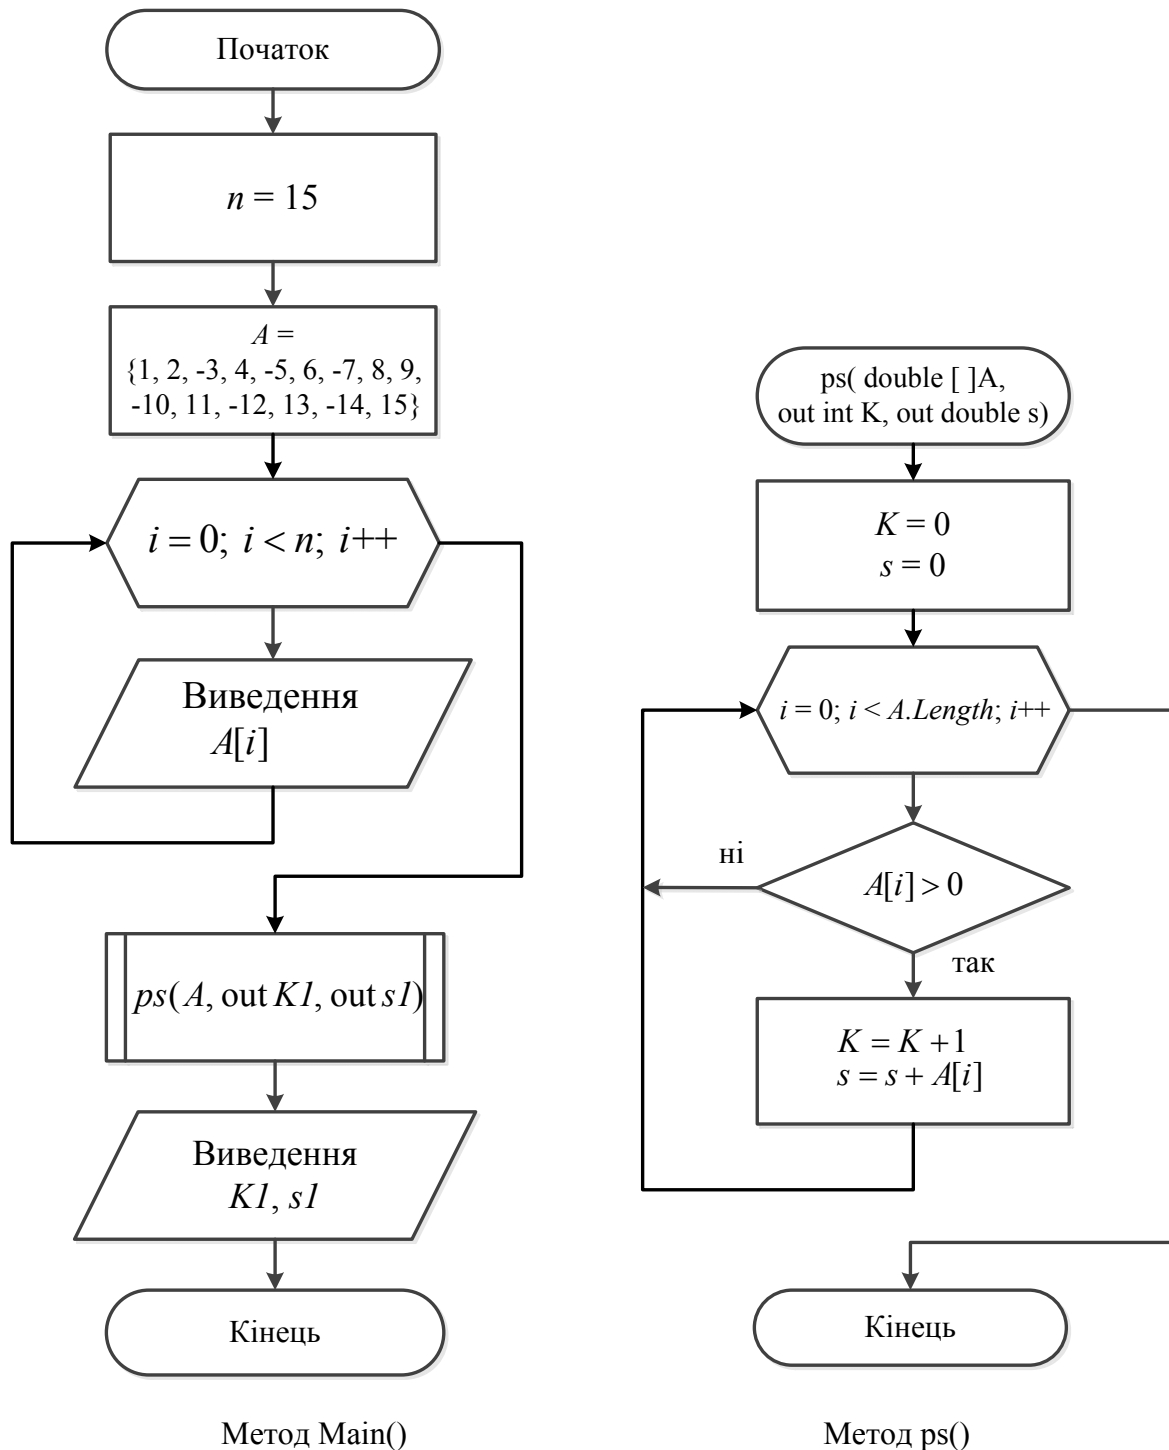 Початок
n = 15
A =
{1, 2, -3, 4, -5, 6, -7, 8, 9,
-10, 11, -12, 13, -14, 15}
i = 0; i < n; i++
Виведення
A[i]
ps(A, out K1, out s1)
Виведення
K1, s1
Кінець
Метод Main()
ps( double [ ]A,
out int K, out double s)
K = 0
s = 0
i = 0; i < A.Length; i++
ні
A[i] > 0
так
K = K +1
s = s + A[i]
Кінець
Метод ps()